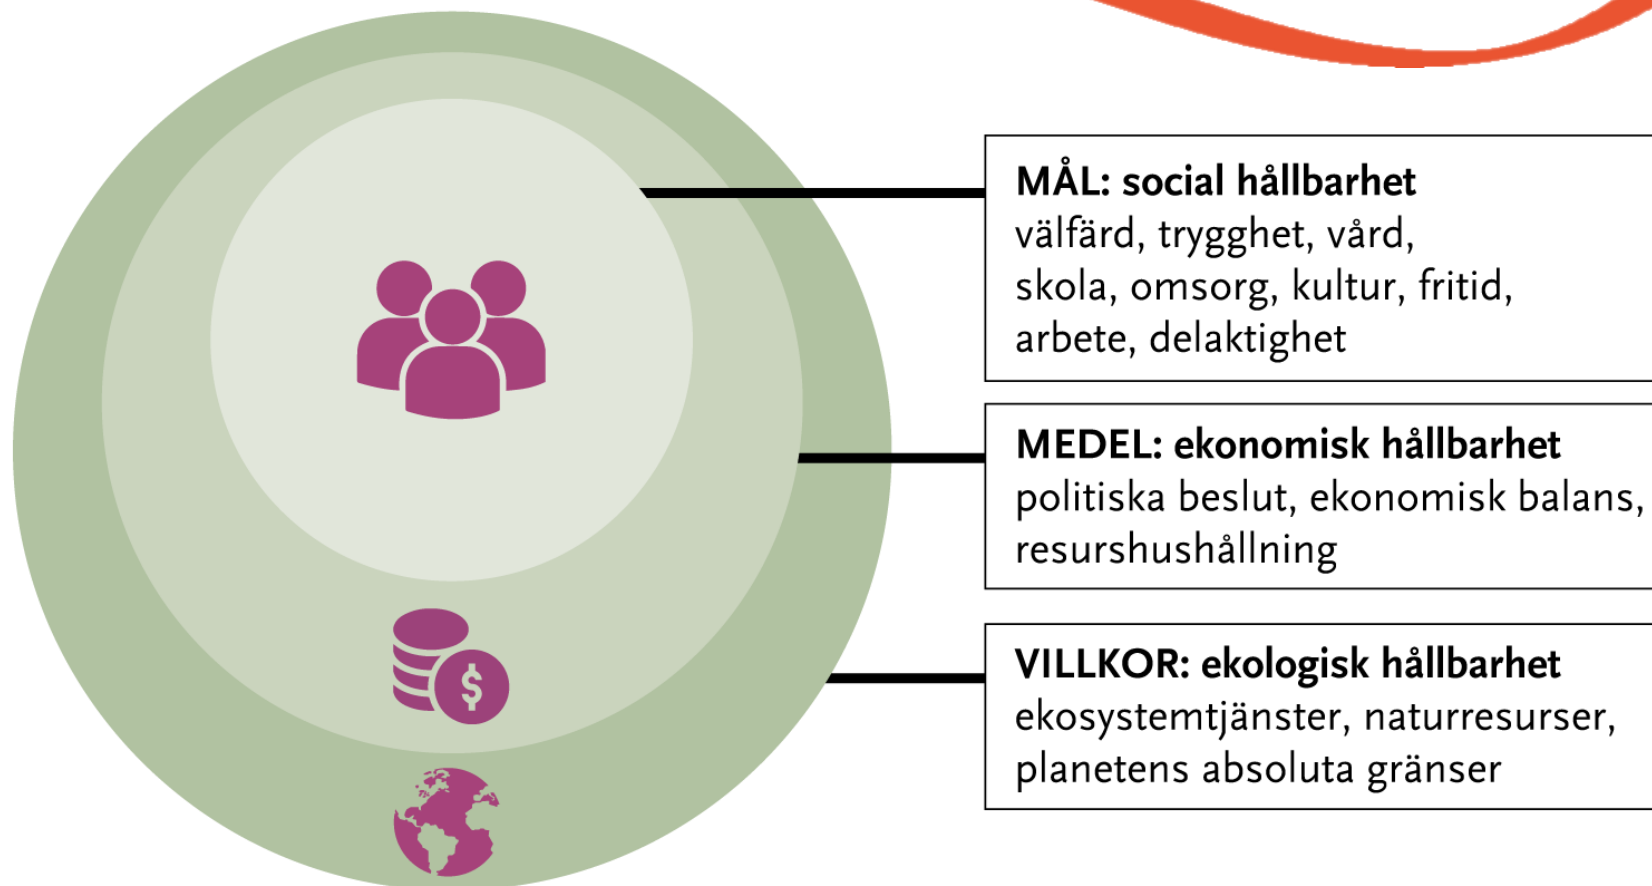 MÅL: social hållbarhet
välfärd, trygghet, vård,
skola, omsorg, kultur, fritid,
arbete, delaktighet
MEDEL: ekonomisk hållbarhet
politiska beslut, ekonomisk balans,
resurshushållning
$
VILLKOR: ekologisk hållbarhet
ekosystemtjänster, naturresurser,
planetens absoluta gränser